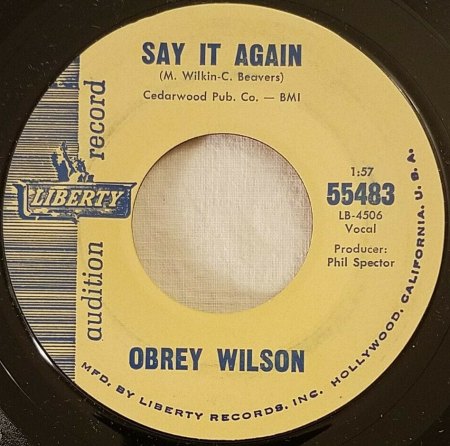 SAY IT AGAIN
(M. Wilkin-C. Beavers)
Cedarwood Pub. Co. — BMI
audition record
LIBERTY
1:57
55483
LB-4506
Vocal
Producer:
Phil Spector
OBREY WILSON
MFD. BY LIBERTY RECORDS, INC. HOLLYWOOD, CALIFORNIA, U. S. A.